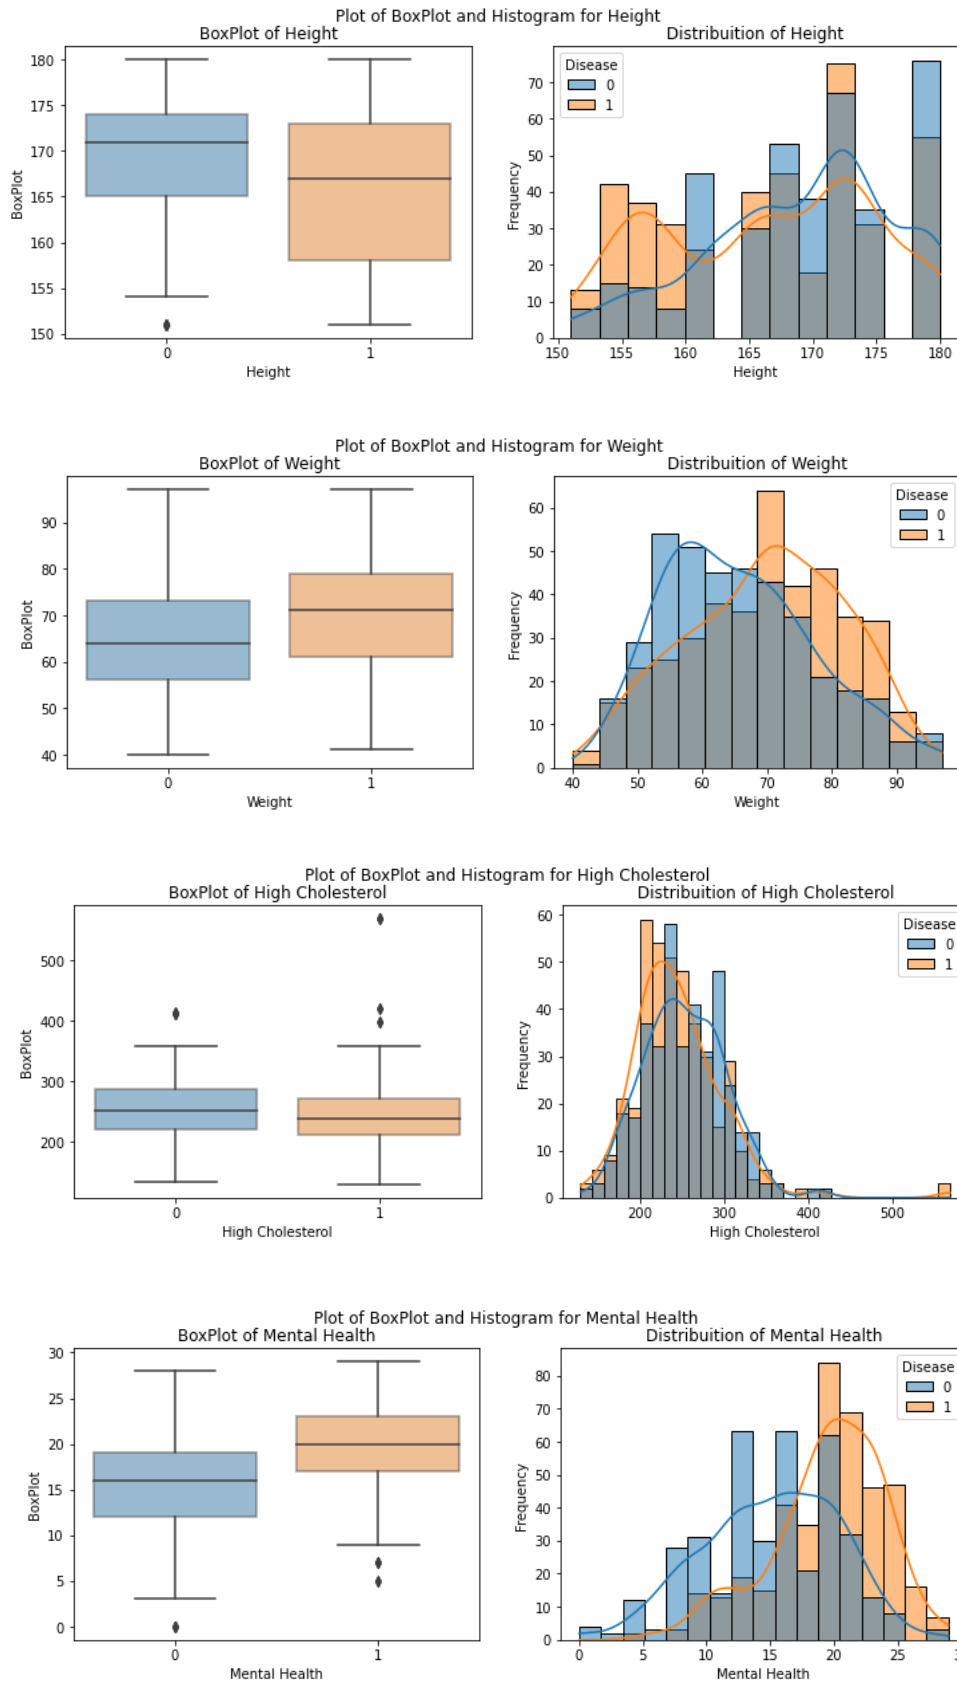 Plot of BoxPlot and Histogram for Height
BoxPlot of Height
Distribuition of Height
BoxPlot
180
175
170
165
160
155
150
0
1
Height
Frequency
70
60
50
40
30
20
10
0
Disease
0
1
150
155
160
165
170
175
180
Height
Plot of BoxPlot and Histogram for Weight
BoxPlot of Weight
Distribuition of Weight
BoxPlot
90
80
70
60
50
40
0
1
Weight
Frequency
60
50
40
30
20
10
0
Disease
0
1
40
50
60
70
80
90
Weight
Plot of BoxPlot and Histogram for High Cholesterol
BoxPlot of High Cholesterol
Distribuition of High Cholesterol
BoxPlot
500
400
300
200
0
1
High Cholesterol
Frequency
60
50
40
30
20
10
0
Disease
0
1
200
300
400
500
High Cholesterol
Plot of BoxPlot and Histogram for Mental Health
BoxPlot of Mental Health
Distribuition of Mental Health
BoxPlot
30
25
20
15
10
5
0
0
1
Mental Health
Frequency
80
70
60
50
40
30
20
10
0
Disease
0
1
0
5
10
15
20
25
Mental Health